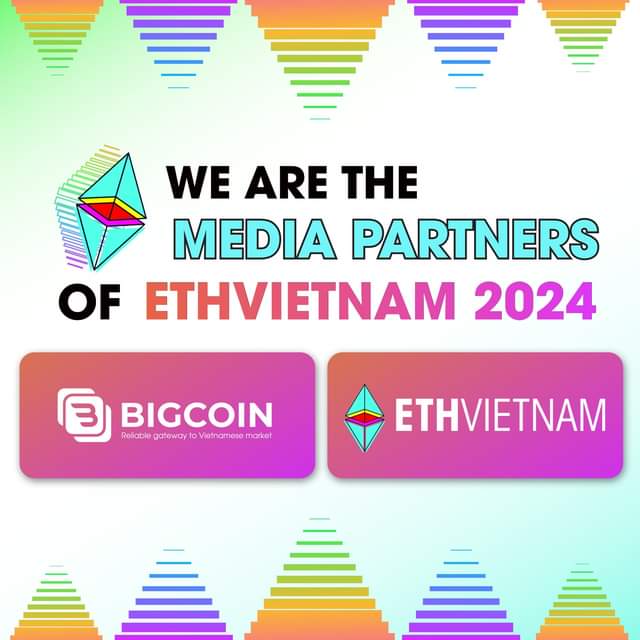 WE ARE THE
MEDIA PARTNERS
OF ETHVIETNAM 2024
BIGCOIN
Reliable gateway to Vietnamese market
ETHVIETNAM